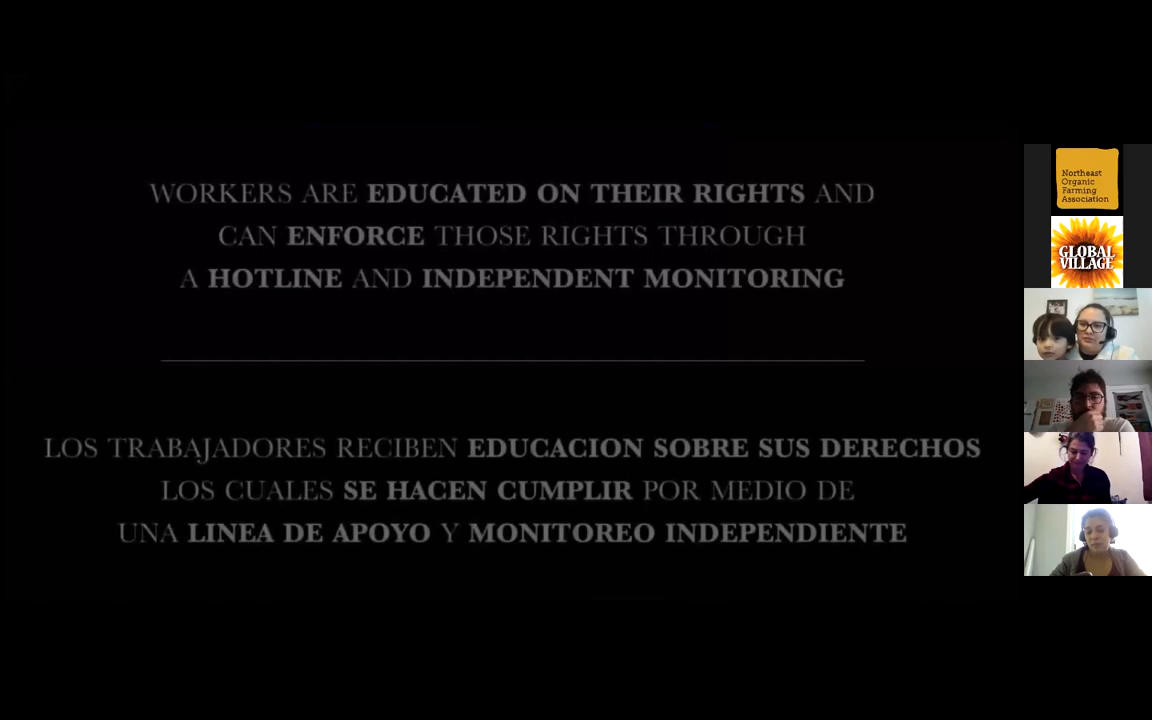 WORKERS ARE EDUCATED ON THEIR RIGHTS AND
CAN ENFORCE THOSE RIGHTS THROUGH
A HOTLINE AND INDEPENDENT MONITORING
LOS TRABAJADORES RECIBEN EDUCACION SOBRE SUS DERECHOS
LOS CUALES SE HACEN CUMPLIR POR MEDIO DE
UNA LINEA DE APOYO Y MONITOREO INDEPENDIENTE
Northeast
Organic
Farming
Association
GLOBAL
VILLAGE